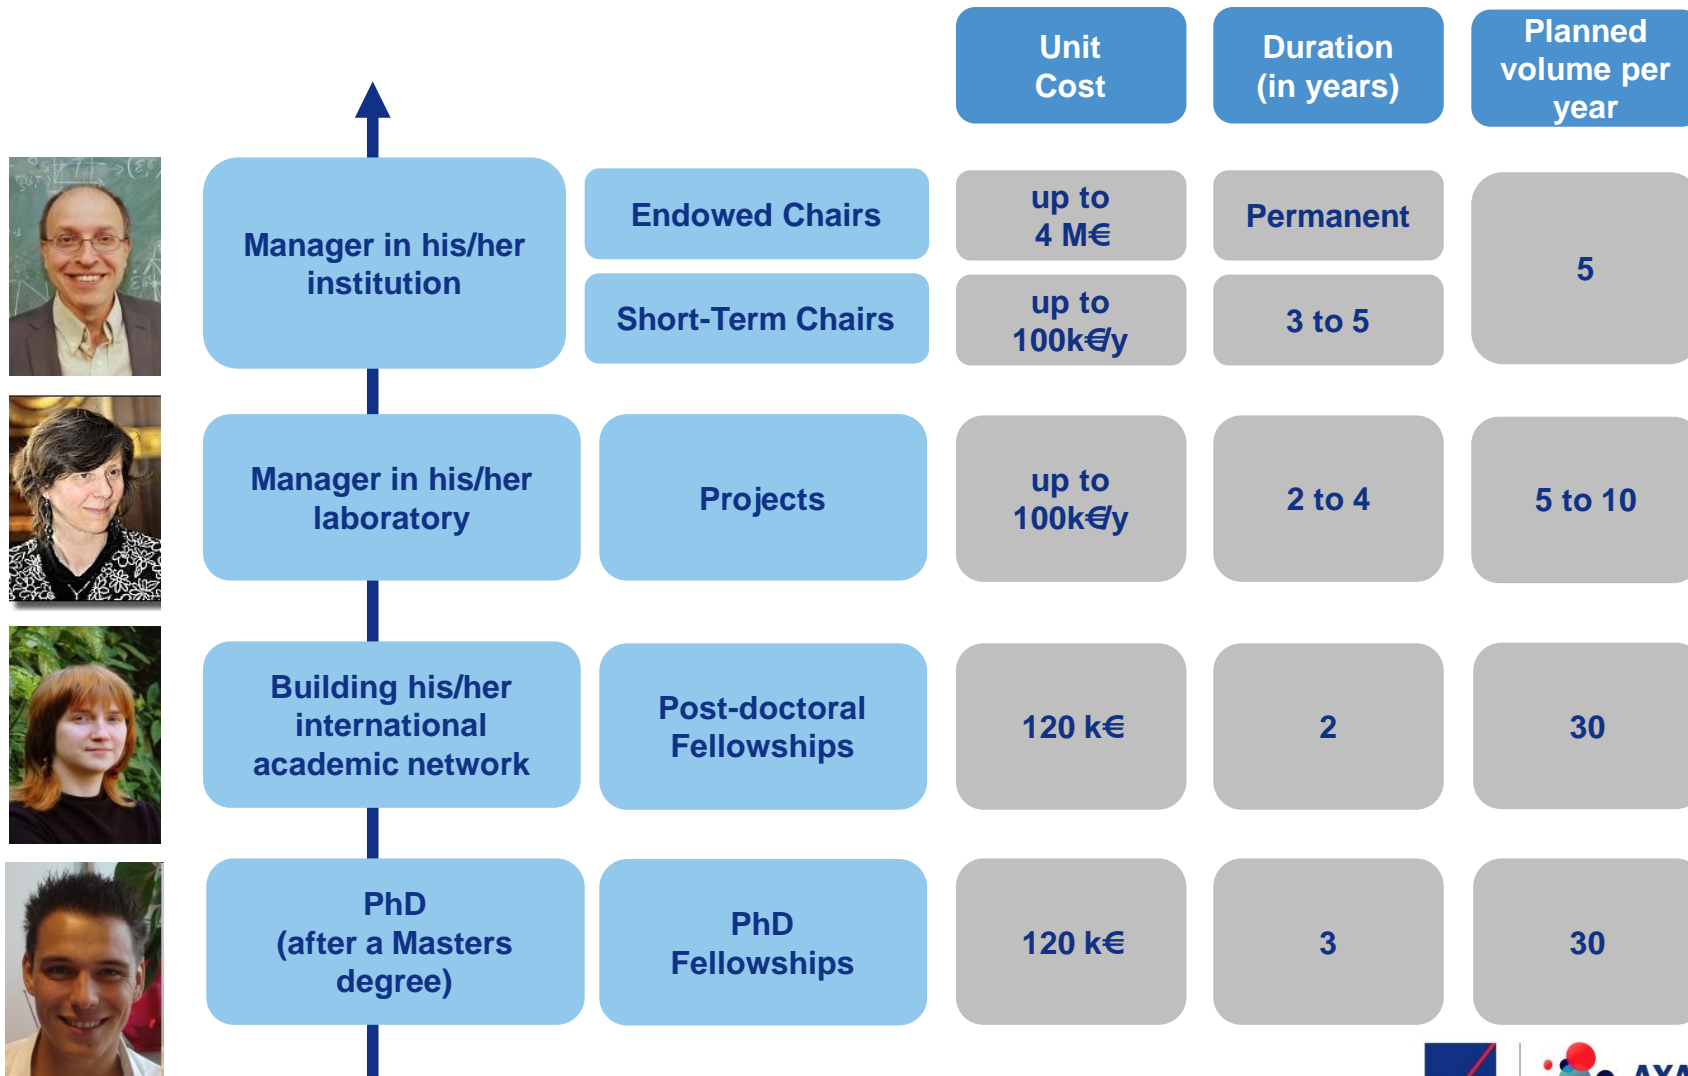 Unit
Cost
Duration
(in years)
Planned
volume per
year
Manager in his/her
institution
Endowed Chairs
up to
4 M€
Permanent
5
Short-Term Chairs
up to
100k€/y
3 to 5
Manager in his/her
laboratory
Projects
up to
100k€/y
2 to 4
5 to 10
Building his/her
international
academic network
Post-doctoral
Fellowships
120 k€
2
30
PhD
(after a Masters
degree)
PhD
Fellowships
120 k€
3
30
AXA